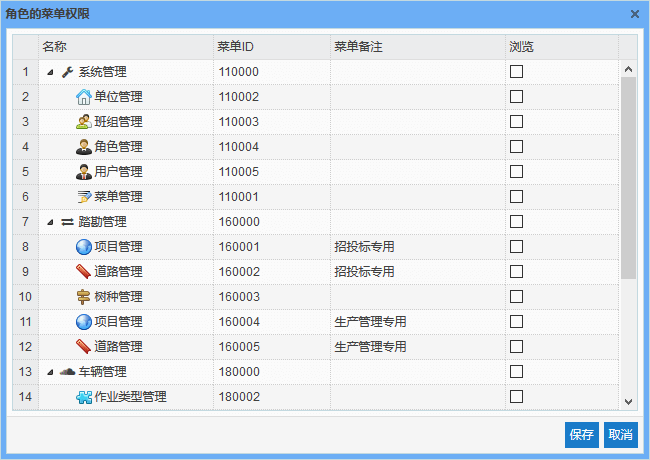 角色的菜单权限
名称 菜单ID 菜单备注 浏览
1 系统管理 110000
2 单位管理 110002
3 班组管理 110003
4 角色管理 110004
5 用户管理 110005
6 菜单管理 110001
7 踏勘管理 160000
8 项目管理 160001 招投标专用
9 道路管理 160002 招投标专用
10 树种管理 160003
11 项目管理 160004 生产管理专用
12 道路管理 160005 生产管理专用
13 车辆管理 180000
14 作业类型管理 180002
保存 取消